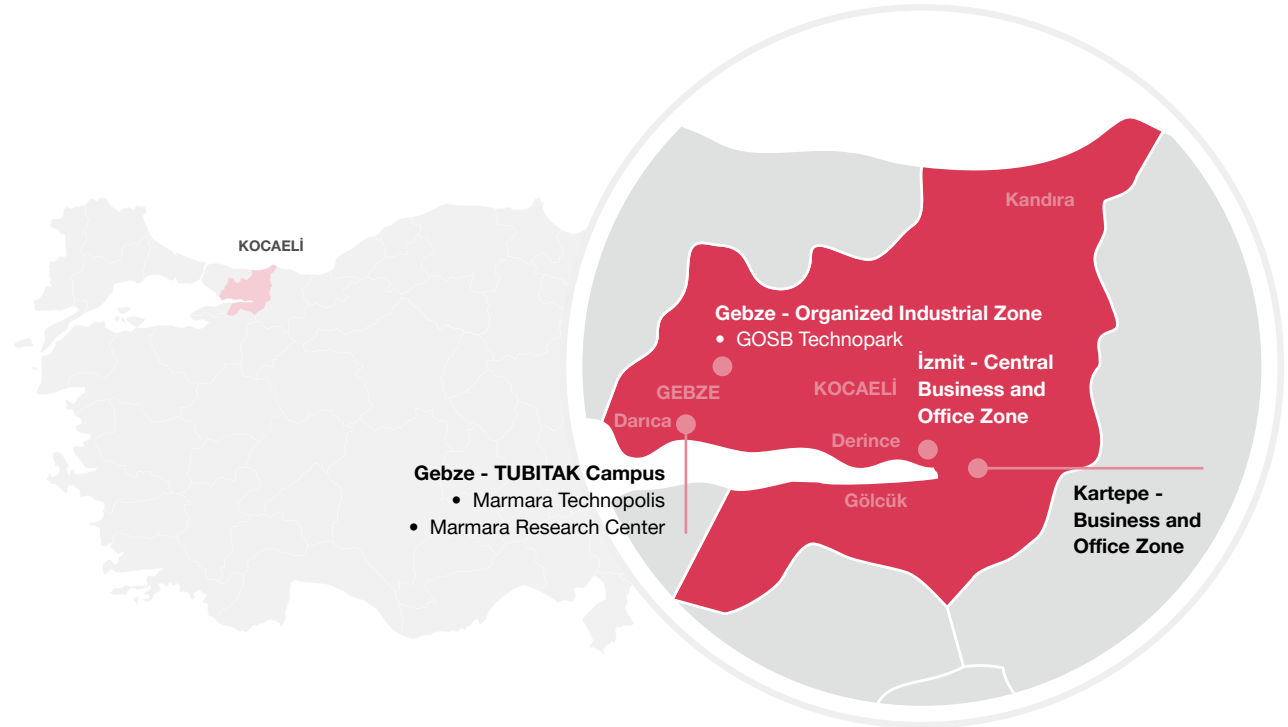 KOCAELİ
Kandıra
Gebze - Organized Industrial Zone
• GOSB Technopark
İzmit - Central
Business and
Office Zone
GEBZE
KOCAELİ
Darıca
Derince
Gebze - TUBITAK Campus
• Marmara Technopolis
• Marmara Research Center
Gölcük
Kartepe -
Business and
Office Zone